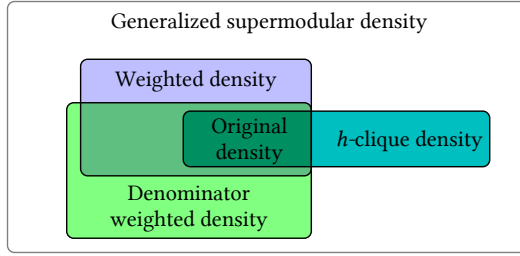 Generalized supermodular density
Weighted density
Original
density
h-clique density
Denominator
weighted density